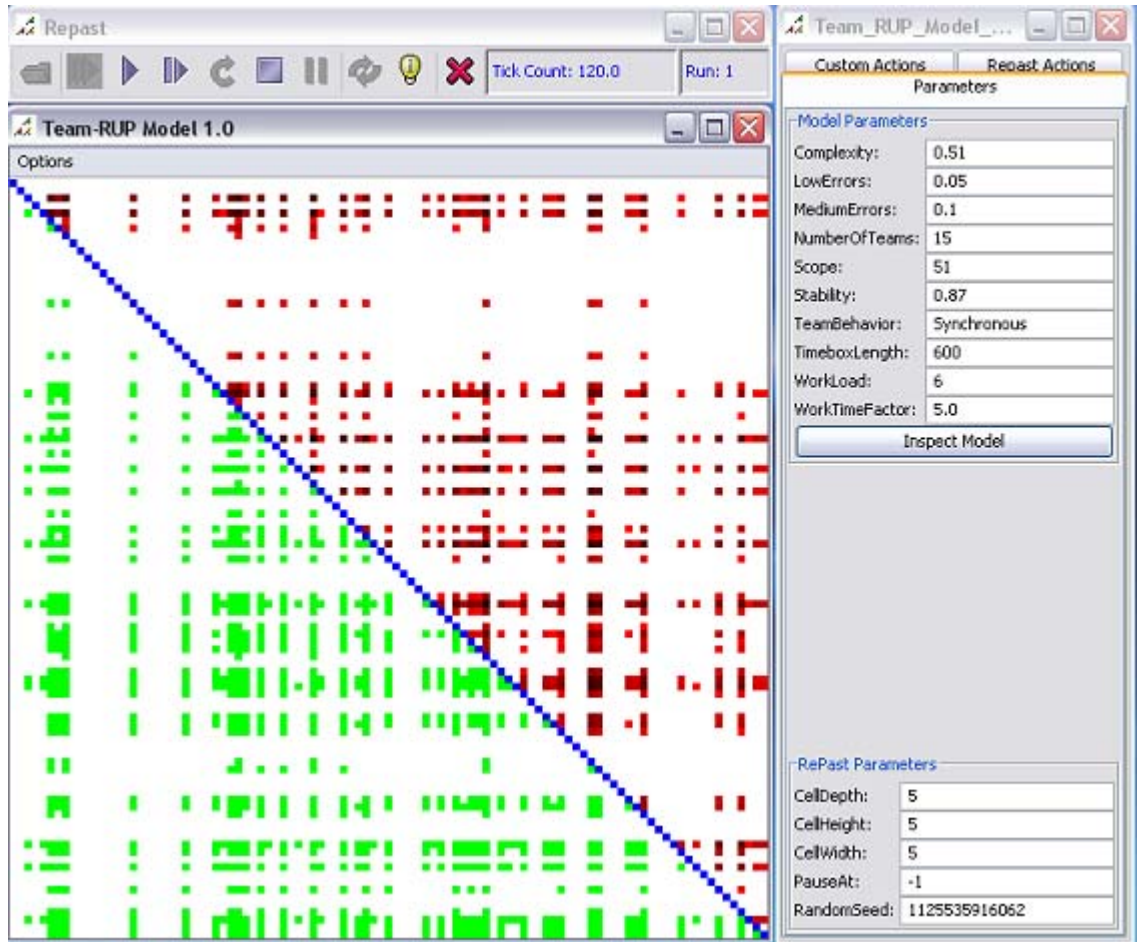 Repast
Tick Count: 120.0
Run: 1
Team-RUP Model 1.0
Options
Team_RUP_Model_...
Custom Actions
Repast Actions
Parameters
Model Parameters
Complexity: 0.51
LowErrors: 0.05
MediumErrors: 0.1
NumberOfTeams: 15
Scope: 51
Stability: 0.87
TeamBehavior: Synchronous
TimeboxLength: 600
WorkLoad: 6
WorkTimeFactor: 5.0
Inspect Model
RePast Parameters
CellDepth: 5
CellHeight: 5
CellWidth: 5
PauseAt: -1
RandomSeed: 1125535916062